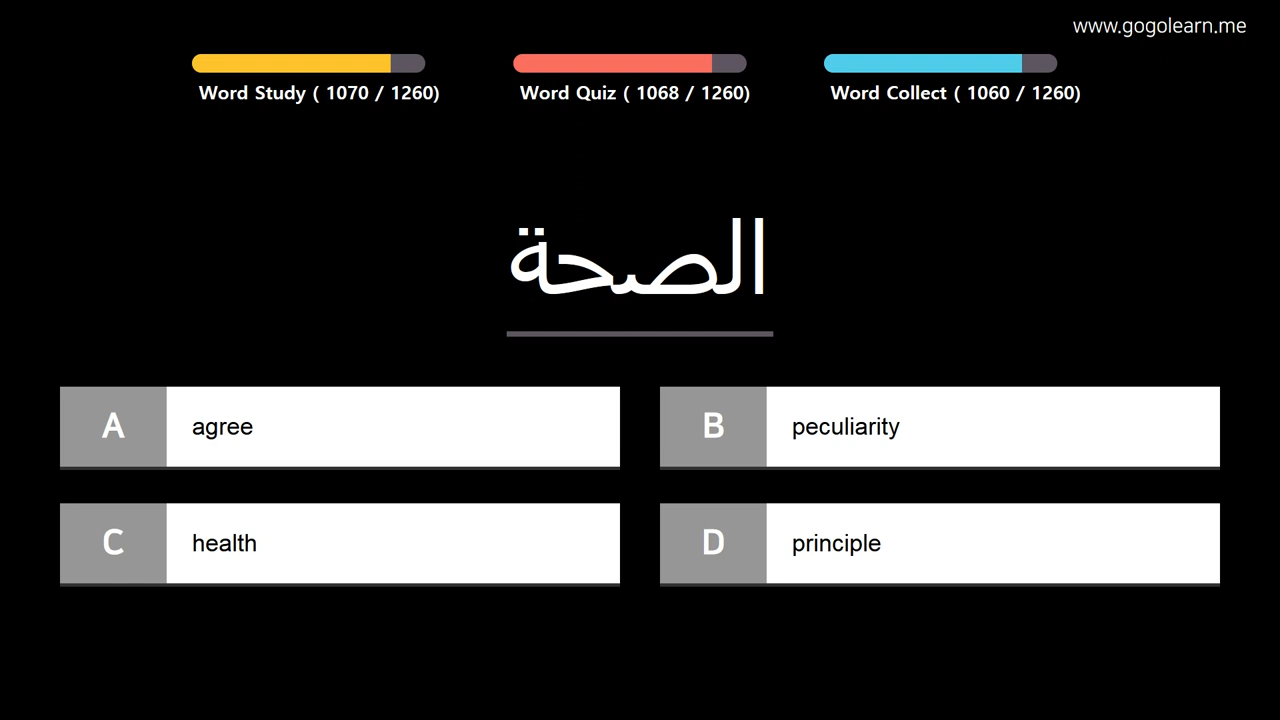 www.gogolearn.me
Word Study ( 1070 / 1260)
Word Quiz ( 1068 / 1260)
Word Collect ( 1060 / 1260)
الصحة
A agree
B peculiarity
C health
D principle